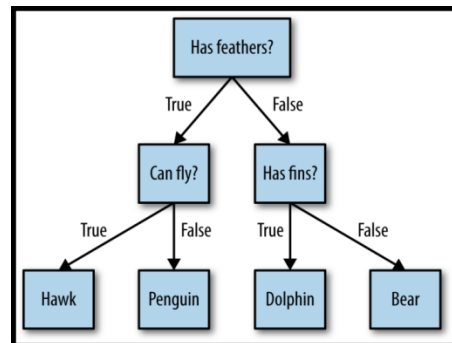 Has feathers?
True
False
Can fly?
Has fins?
True
False
True
False
Hawk
Penguin
Dolphin
Bear